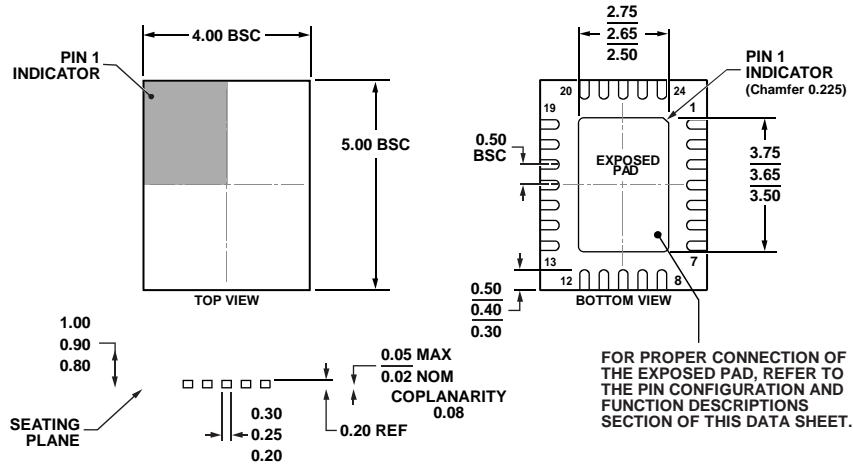 4.00 BSC
PIN 1
INDICATOR
5.00 BSC
TOP VIEW
2.75
2.65
2.50
PIN 1
INDICATOR
(Chamfer 0.225)
20
24
19
1
0.50
BSC
EXPOSED
PAD
3.75
3.65
3.50
13
7
12
8
0.50
0.40
0.30
BOTTOM VIEW
1.00
0.90
0.80
SEATING
PLANE
0.30
0.25
0.20
0.05 MAX
0.02 NOM
COPLANARITY
0.08
0.20 REF
FOR PROPER CONNECTION OF
THE EXPOSED PAD, REFER TO
THE PIN CONFIGURATION AND
FUNCTION DESCRIPTIONS
SECTION OF THIS DATA SHEET.